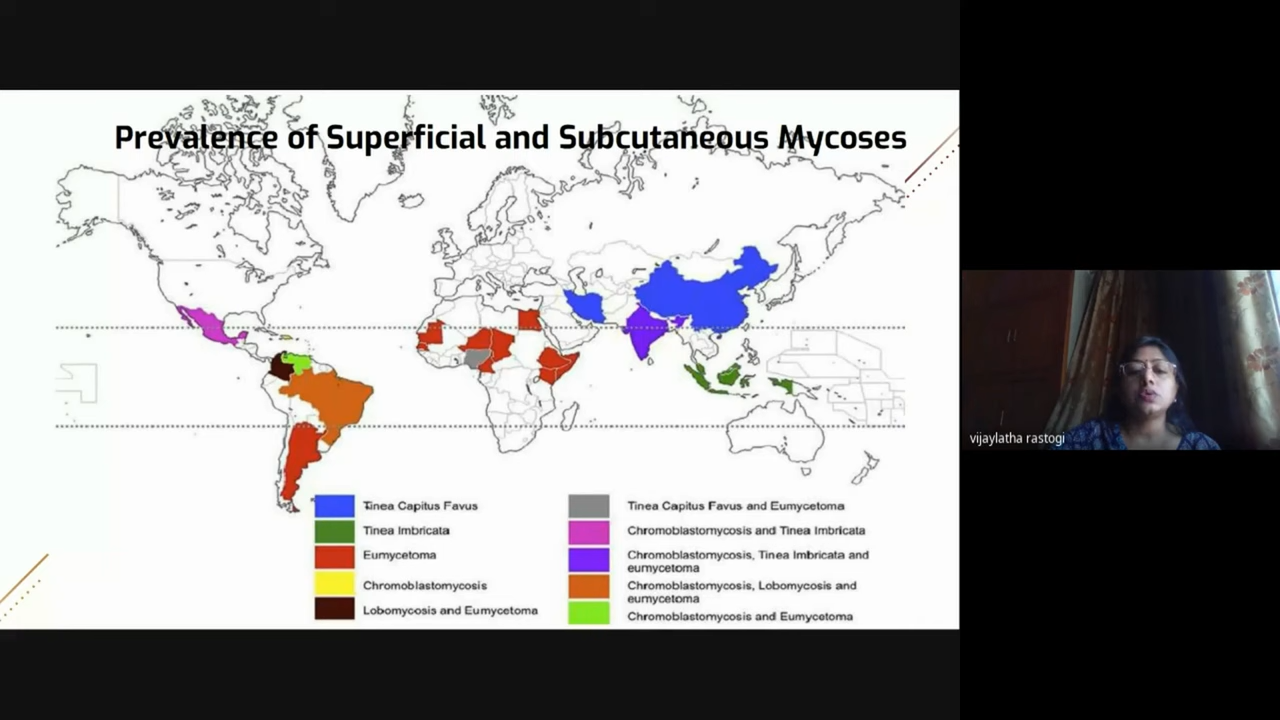 Prevalence of Superficial and Subcutaneous Mycoses
Tinea Capitus Favus
Tinea Imbricata
Eumycetoma
Chromoblastomycosis
Lobomycosis and Eumycetoma
Tinea Capitus Favus and Eumycetoma
Chromoblastomycosis and Tinea Imbricata
Chromoblastomycosis, Tinea Imbricata and
eumycetoma
Chromoblastomycosis, Lobomycosis and
eumycetoma
Chromoblastomycosis and Eumycetoma
vijaylatha rastogi